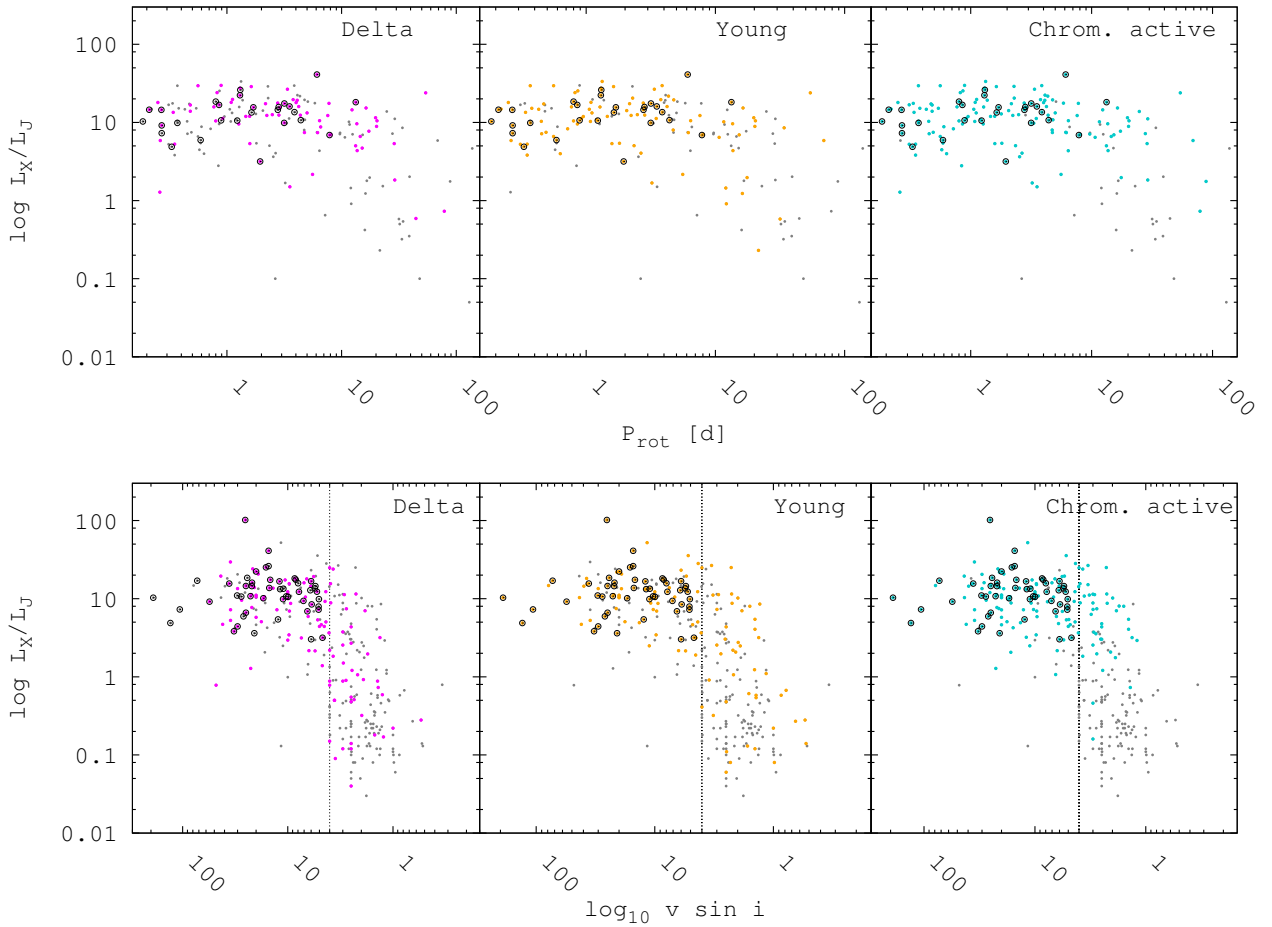 Delta Young Chrom. active
100
10
1
0.1
0.01
log L_X/L_J
1 10 1 10 100 1 10 100 100
P_rot [d]
Delta Young Chrom. active
100
10
1
0.1
0.01
log L_X/L_J
100 10 1 100 10 1 100 10 1
log_10 v sin i